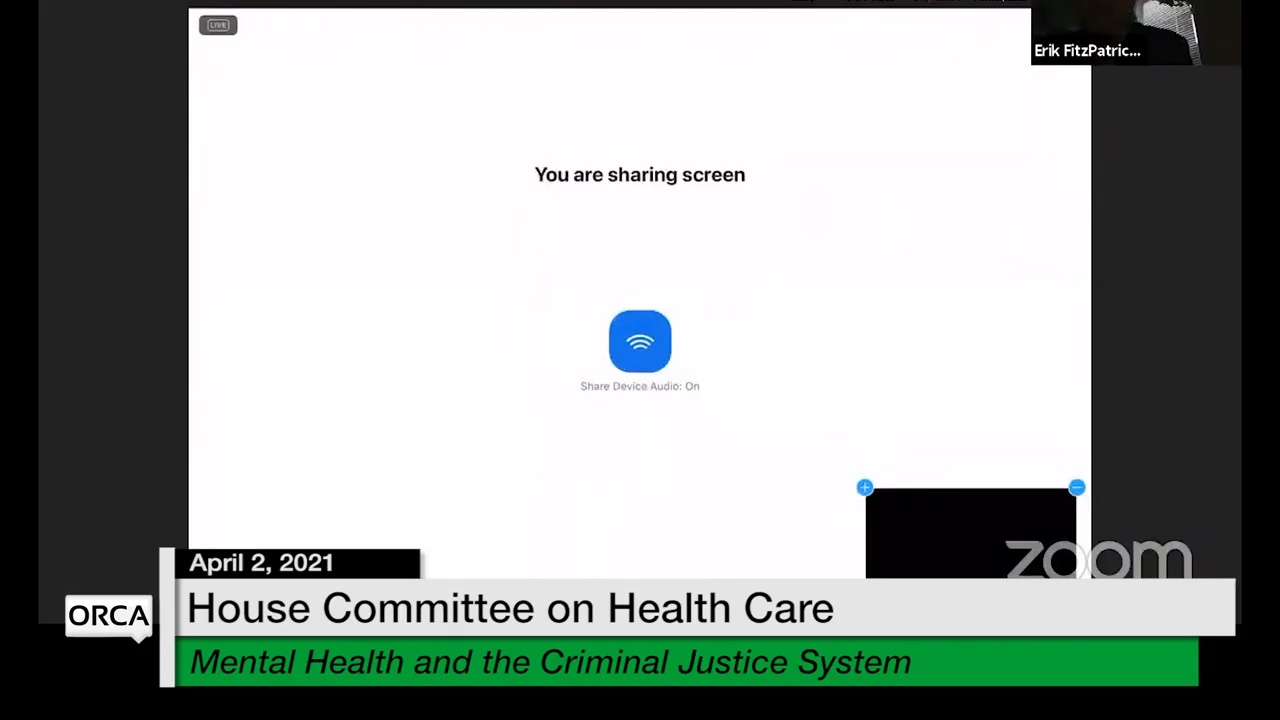 LIVE
Erik FitzPatric...
You are sharing screen
Share Device Audio: On
zoom
April 2, 2021
House Committee on Health Care
ORCA
Mental Health and the Criminal Justice System